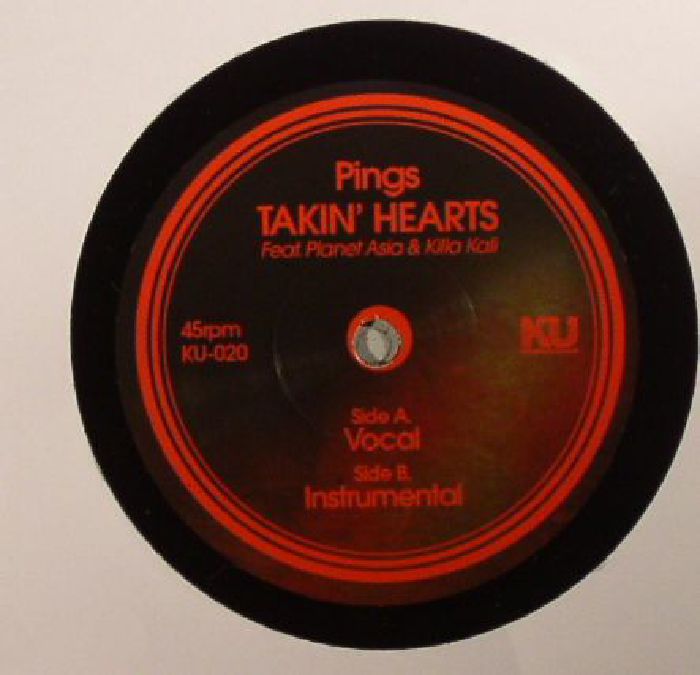 Pings
TAKIN' HEARTS
Feat. Planet Asia & Killa Kali
45rpm
KU-020
KU
Side A.
Vocal
Side B.
Instrumental